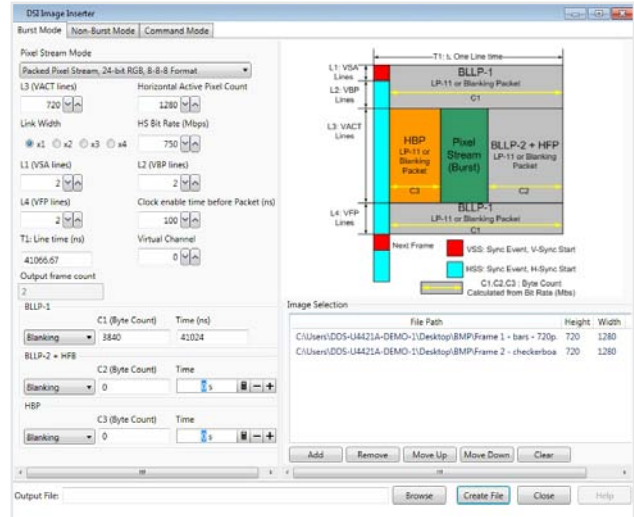 DSI Image Inserter
Burst Mode Non-Burst Mode Command Mode
Pixel Stream Mode
Packed Pixel Stream, 24-bit RGB, 8-8-8 Format
L3 (VACT lines) Horizontal Active Pixel Count
720 1280
Link Width HS Bit Rate (Mbps)
x1 x2 x3 x4 750
L1 (VSA lines) L2 (VBP lines)
2 2
L4 (VFP lines) Clock enable time before Packet (ns)
2 100
T1: Line time (ns) Virtual Channel
41066.67 0
Output frame count
2
BLLP-1
C1 (Byte Count) Time (ns)
Blanking 3840 41024
BLLP-2 + HFB
C2 (Byte Count) Time
Blanking 0 0 s
HBP
C3 (Byte Count) Time
Blanking 0 0 s
T1: t, One Line time
L1: VSA
Lines
BLLP-1
LP-11 or Blanking Packet
C1
L2: VBP
Lines
L3: VACT
Lines
HBP
LP-11 or
Blanking
Packet
C3
Pixel
Stream
(Burst)
BLLP-2 + HFP
LP-11 or Blanking
Packet
C2
L4: VFP
Lines
BLLP-1
LP-11 or Blanking Packet
C1
Next Frame
VSS: Sync Event, V-Sync Start
HSS: Sync Event, H-Sync Start
C1,C2,C3 : Byte Count
Calculated from Bit Rate (Mbs)
Image Selection
File Path Height Width
C:\Users\DDS-U4421A-DEMO-1\Desktop\BMP\Frame 1 - bars - 720p. 720 1280
C:\Users\DDS-U4421A-DEMO-1\Desktop\BMP\Frame 2 - checkerboa 720 1280
Add Remove Move Up Move Down Clear
Output File: Browse Create File Close Help